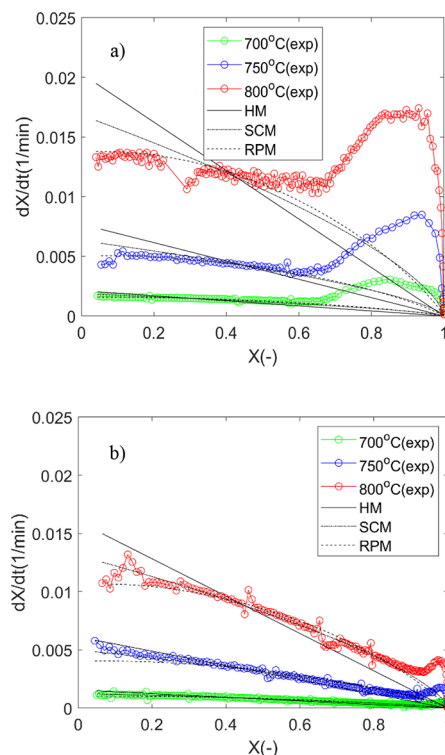 a)
700°C(exp)
750°C(exp)
800°C(exp)
HM
SCM
RPM
0.025
0.02
0.015
0.01
0.005
0
dX/dt(1/min)
0 0.2 0.4 0.6 0.8 1
X(-)
b)
700°C(exp)
750°C(exp)
800°C(exp)
HM
SCM
RPM
0.025
0.02
0.015
0.01
0.005
0
dX/dt(1/min)
0 0.2 0.4 0.6 0.8 1
X(-)